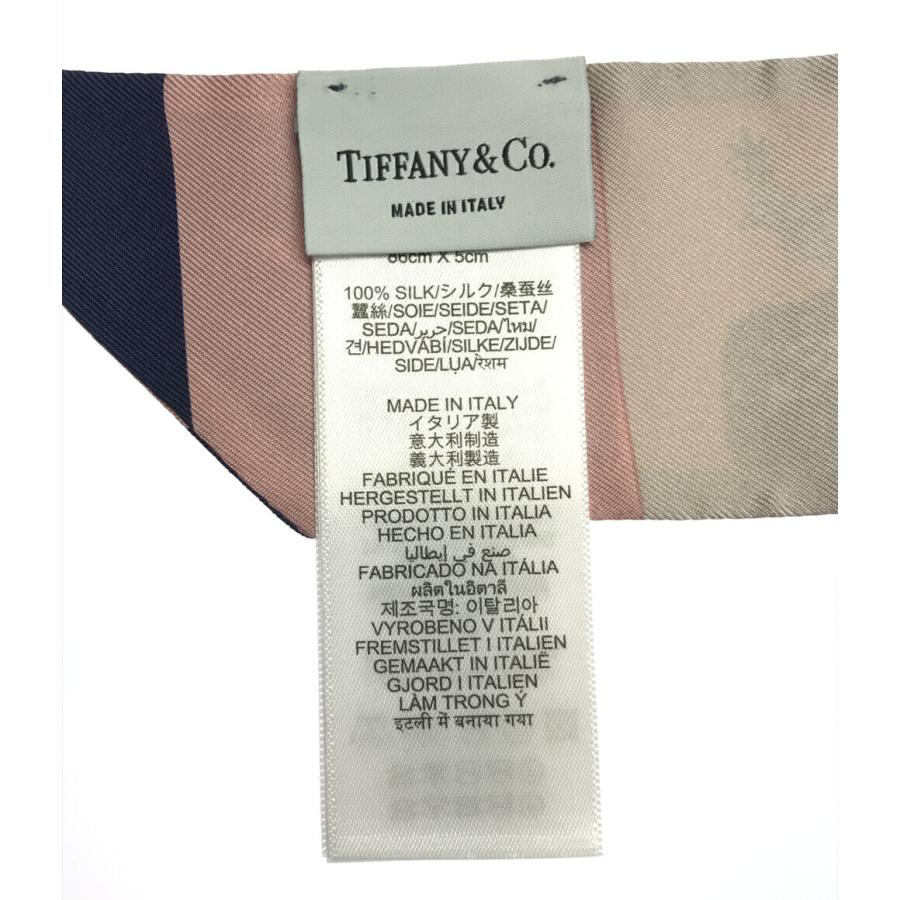 TIFFANY & CO.
MADE IN ITALY
86cm X 5cm
100% SILK/シルク/桑蚕丝
蠶絲/SOIE/SEIDE/SETA/
SEDA/حرير/SEDA/ไหม/
견/HEDVÁBÍ/SILKE/ZIJDE/
SIDE/LỤA/रेशम
MADE IN ITALY
イタリア製
意大利制造
義大利製造
FABRIQUÉ EN ITALIE
HERGESTELLT IN ITALIEN
PRODOTTO IN ITALIA
HECHO EN ITALIA
صنع في إيطاليا
FABRICADO NA ITÁLIA
ผลิตในอิตาลี
제조국명: 이탈리아
VYROBENO V ITÁLII
FREMSTILLET I ITALIEN
GEMAAKT IN ITALIË
GJORD I ITALIEN
LÀM TRONG Ý
इटली में बनाया गया